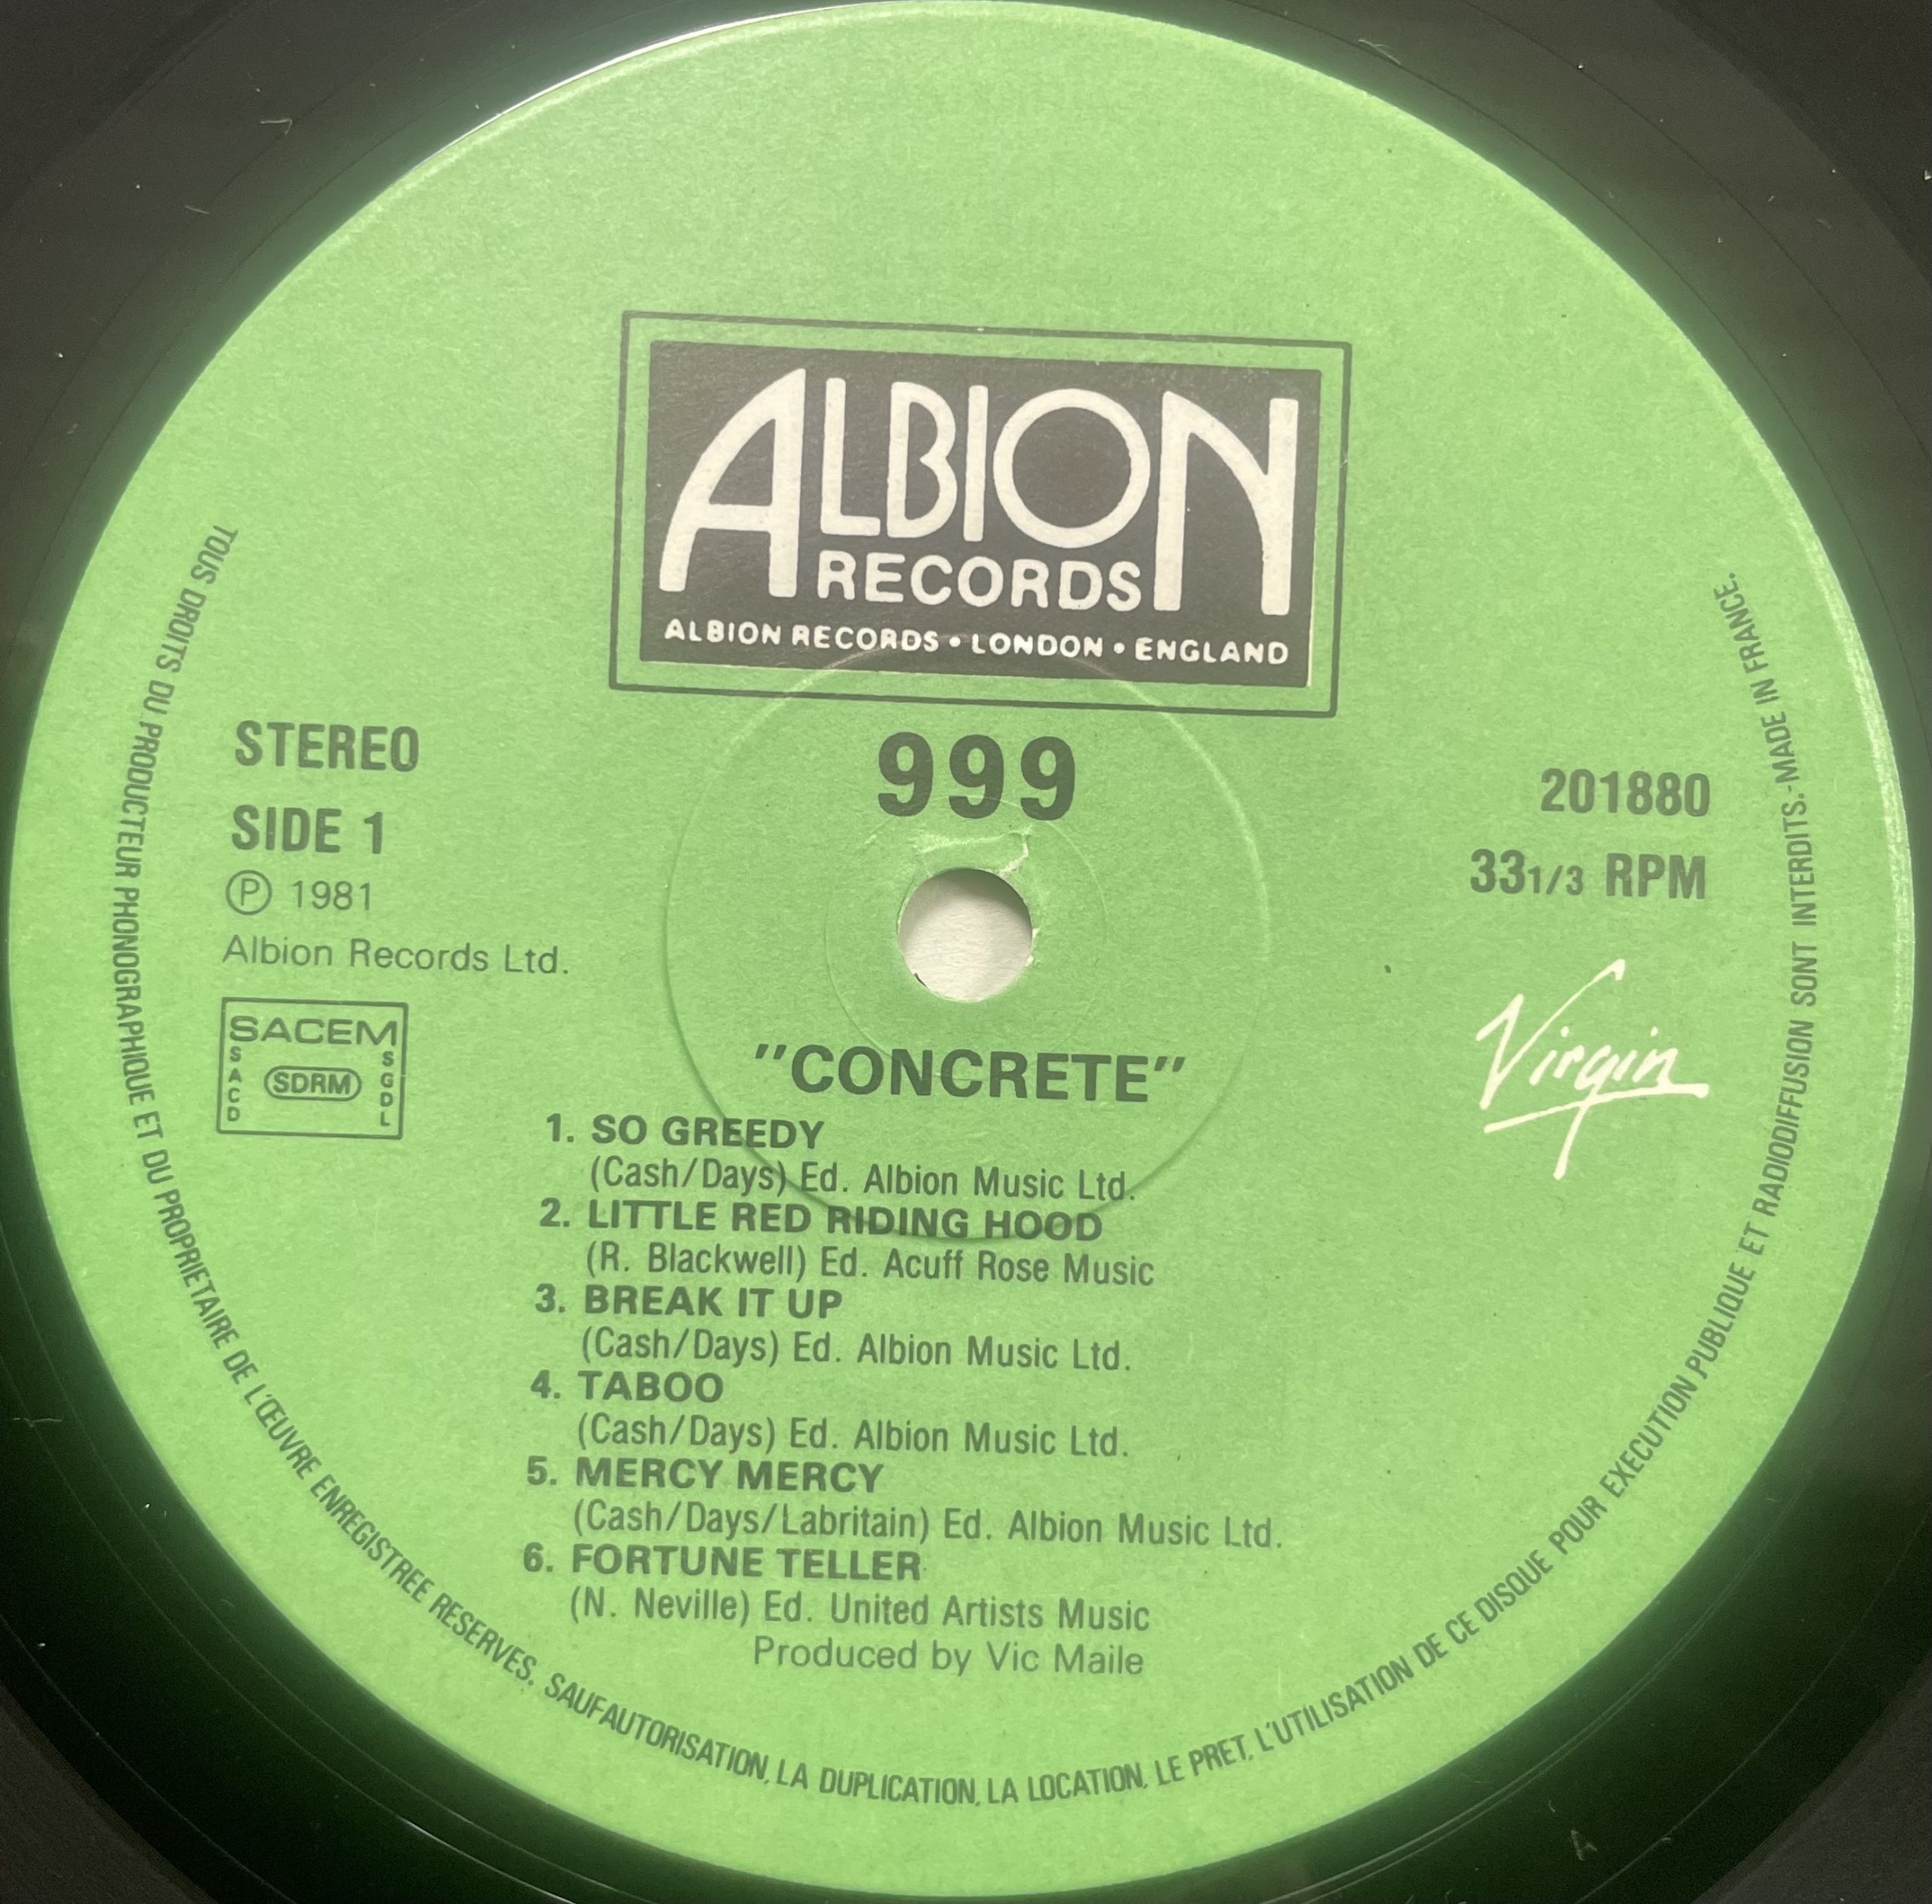 ALBION
RECORDS
ALBION RECORDS • LONDON • ENGLAND
999
STEREO
SIDE 1
Ⓟ 1981
Albion Records Ltd.
SACEM
SACD
SDRM
SGDL
201880
33 1/3 RPM
Virgin
"CONCRETE"
1. SO GREEDY
(Cash/Days) Ed. Albion Music Ltd.
2. LITTLE RED RIDING HOOD
(R. Blackwell) Ed. Acuff Rose Music
3. BREAK IT UP
(Cash/Days) Ed. Albion Music Ltd.
4. TABOO
(Cash/Days) Ed. Albion Music Ltd.
5. MERCY MERCY
(Cash/Days/Labritain) Ed. Albion Music Ltd.
6. FORTUNE TELLER
(N. Neville) Ed. United Artists Music
Produced by Vic Maile
TOUS DROITS DU PRODUCTEUR PHONOGRAPHIQUE ET DU PROPRIETAIRE DE L'ŒUVRE ENREGISTREE RESERVES. SAUF AUTORISATION, LA DUPLICATION, LA LOCATION, LE PRET, L'UTILISATION DE CE DISQUE POUR EXECUTION PUBLIQUE ET RADIODIFFUSION SONT INTERDITS.-MADE IN FRANCE.